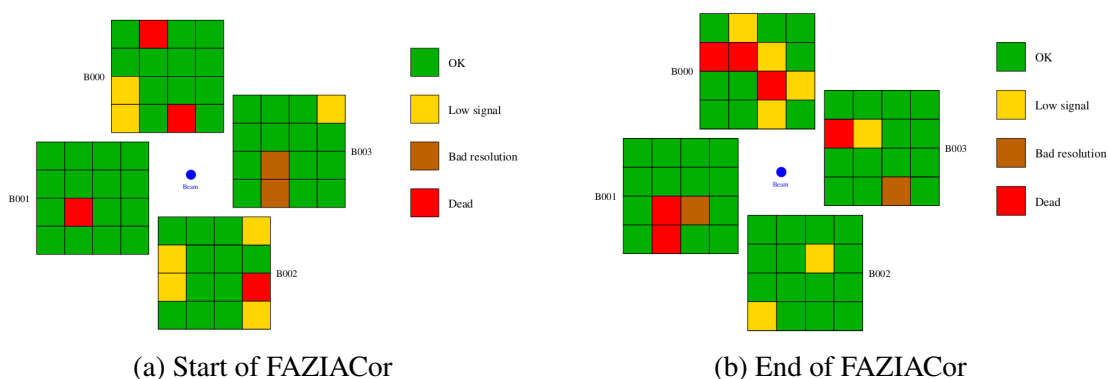 B000
B003
B001
B002
Beam
OK
Low signal
Bad resolution
Dead
(a) Start of FAZIACor
B000
B003
B001
B002
Beam
OK
Low signal
Bad resolution
Dead
(b) End of FAZIACor